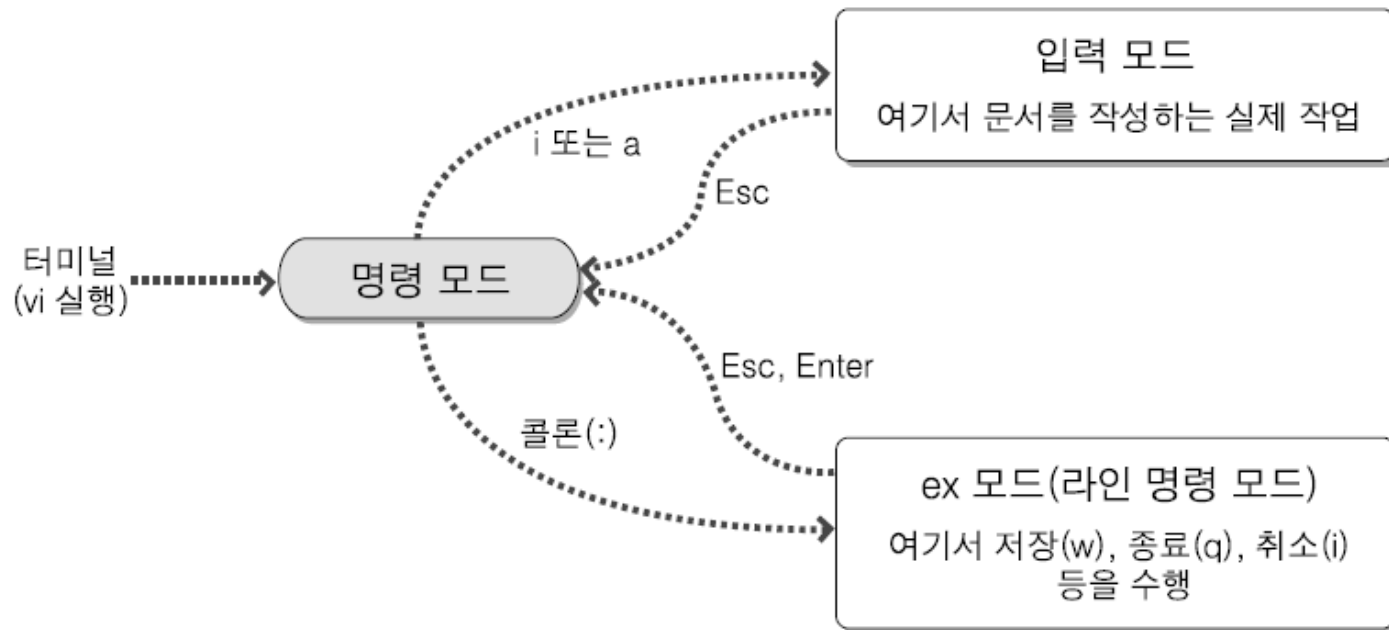 입력 모드
여기서 문서를 작성하는 실제 작업
i 또는 a
Esc
터미널
(vi 실행)
명령 모드
Esc, Enter
콜론(:)
ex 모드(라인 명령 모드)
여기서 저장(w), 종료(q), 취소(i)
등을 수행